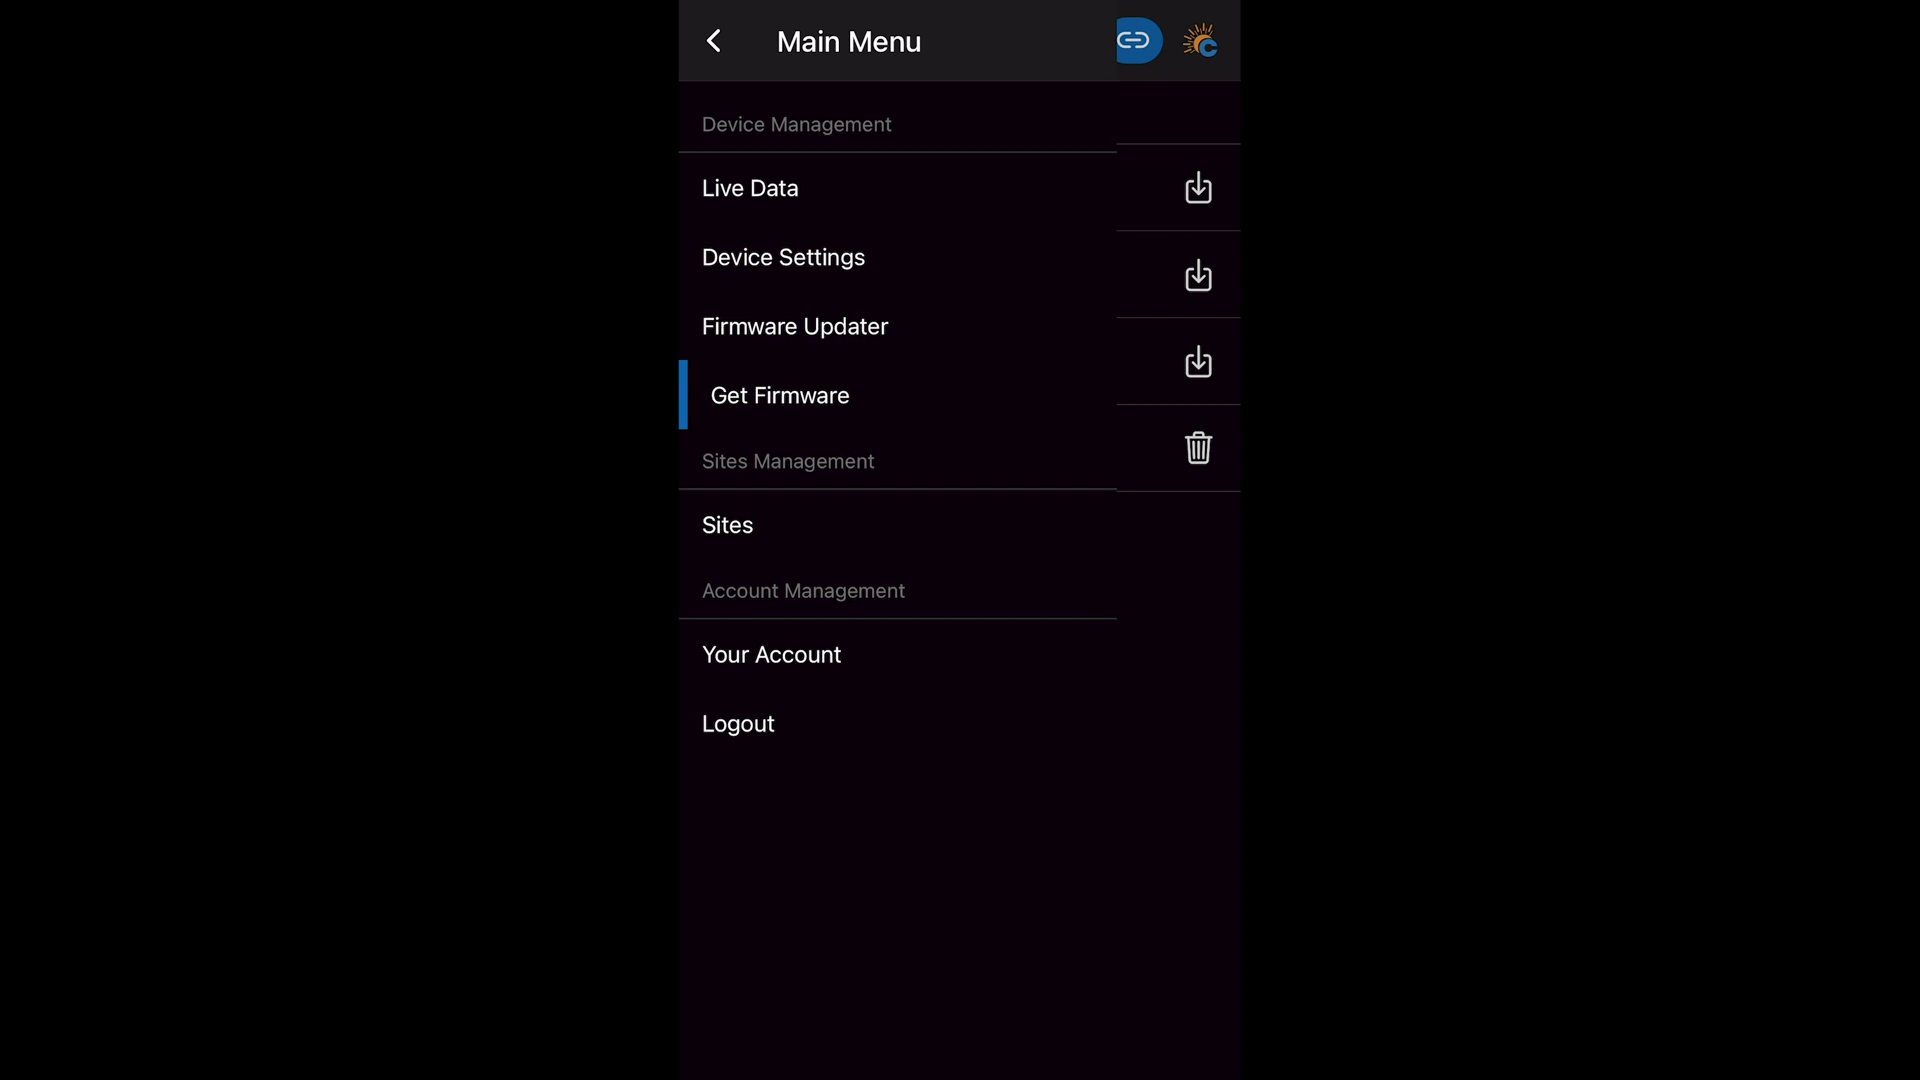 Main Menu
Device Management
Live Data
Device Settings
Firmware Updater
Get Firmware
Sites Management
Sites
Account Management
Your Account
Logout